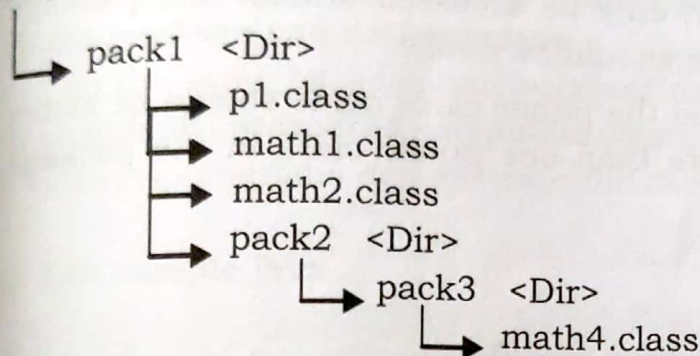 pack1 <Dir>
p1.class
math1.class
math2.class
pack2 <Dir>
pack3 <Dir>
math4.class